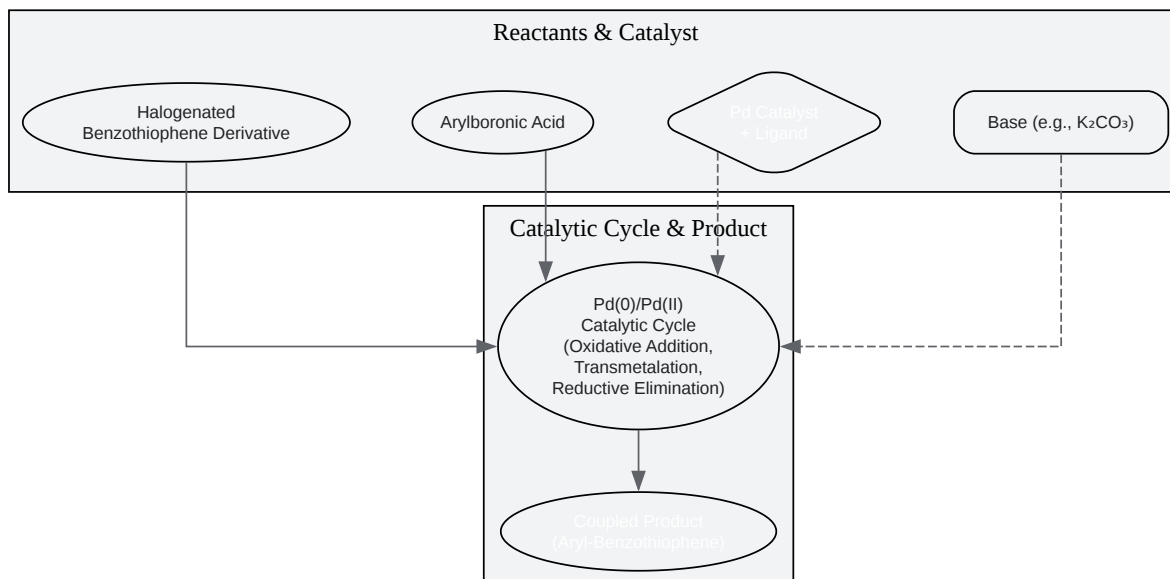 Reactants & Catalyst
Halogenated
Benzothiophene Derivative
Arylboronic Acid
Pd Catalyst
+ Ligand
Base (e.g., K₂CO₃)
Catalytic Cycle & Product
Pd(0)/Pd(II)
Catalytic Cycle
(Oxidative Addition,
Transmetalation,
Reductive Elimination)
Coupled Product
(Aryl-Benzothiophene)